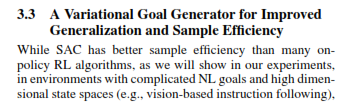 3.3 A Variational Goal Generator for Improved
Generalization and Sample Efficiency
While SAC has better sample efficiency than many on-
policy RL algorithms, as we will show in our experiments,
in environments with complicated NL goals and high dimen-
sional state spaces (e.g., vision-based instruction following),